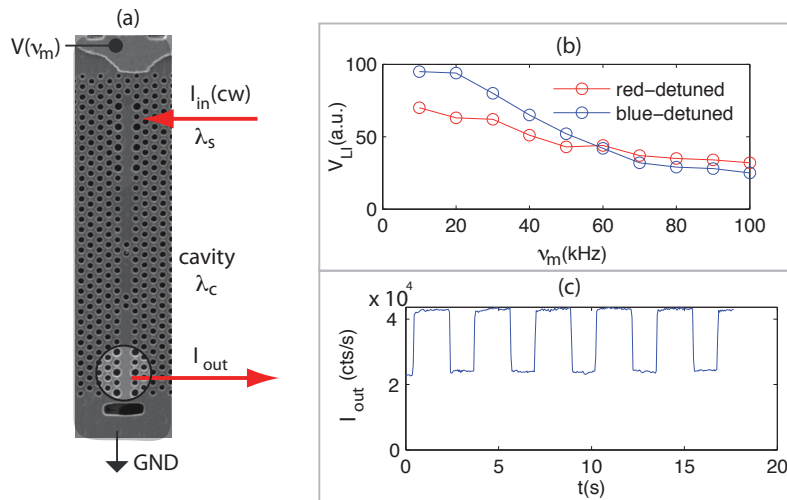 (a)
V(νm)
Iin(cw)
λs
cavity
λc
Iout
GND
(b)
100
50
0
VLI(a.u.)
red-detuned
blue-detuned
0 20 40 60 80 100
νm(kHz)
(c)
x 10^4
4
2
0
Iout (cts/s)
0 5 10 15 20
t(s)